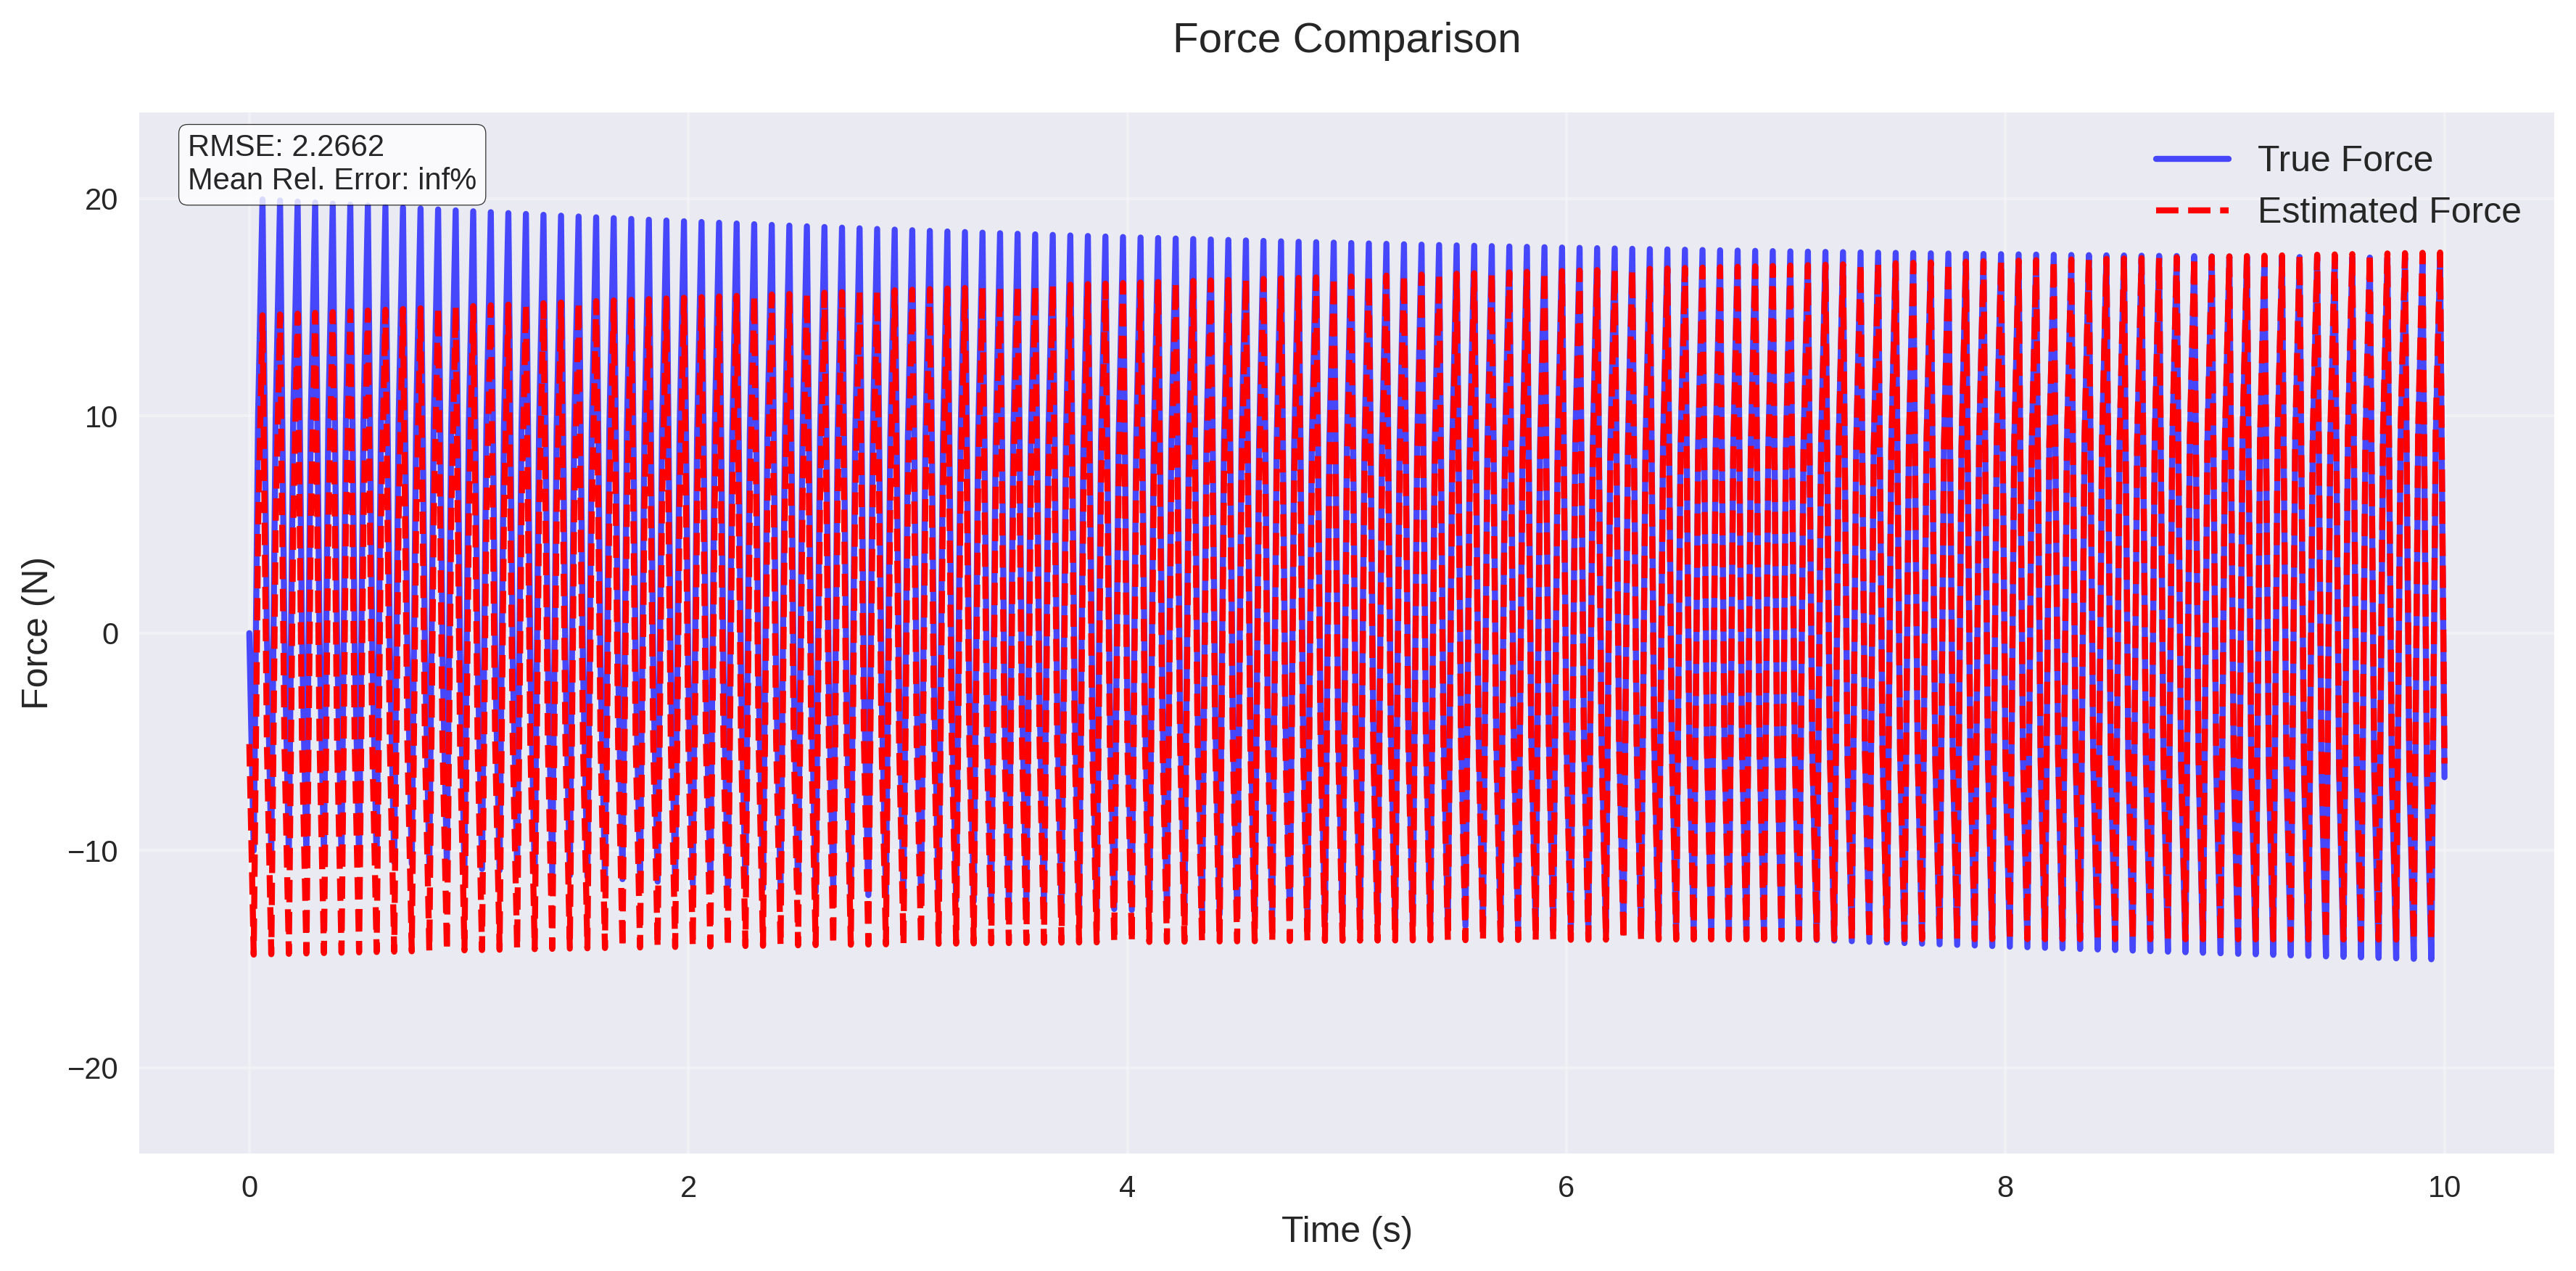 Force Comparison
RMSE: 2.2662
Mean Rel. Error: inf%
True Force
Estimated Force
20
10
0
−10
−20
Force (N)
0 2 4 6 8 10
Time (s)